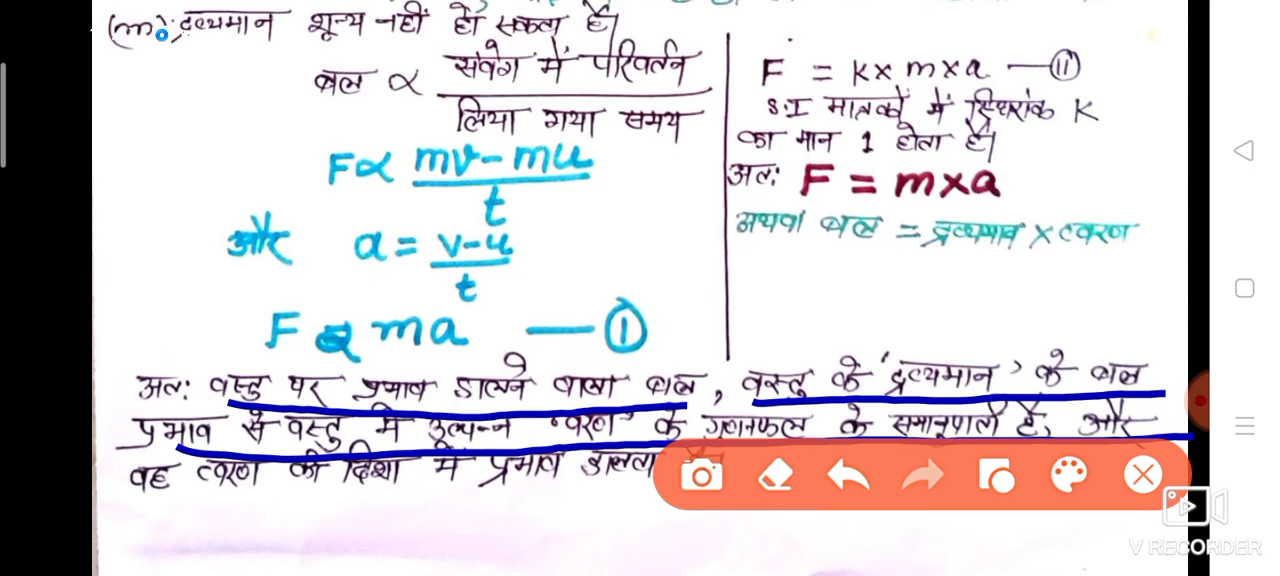 (m) द्रव्यमान शून्य नहीं हो सकता है।
बल ∝ संवेग में परिवर्तन
लिया गया समय
F∝ mv-mu
t
और a = v-u
t
F ∝ ma —①
F = K× m×a —⑪
S.I मात्रकों में स्थिरांक K
का मान 1 होता है।
अतः F = m×a
अथवा बल = द्रव्यमान × त्वरण
अतः वस्तु पर प्रभाव डालने वाला बल, वस्तु के 'द्रव्यमान' के बल
प्रभाव से वस्तु में उत्पन्न 'त्वरण' के गुणनफल के समानुपाती है, और
वह त्वरण की दिशा में प्रभाव डालता
V RECORDER